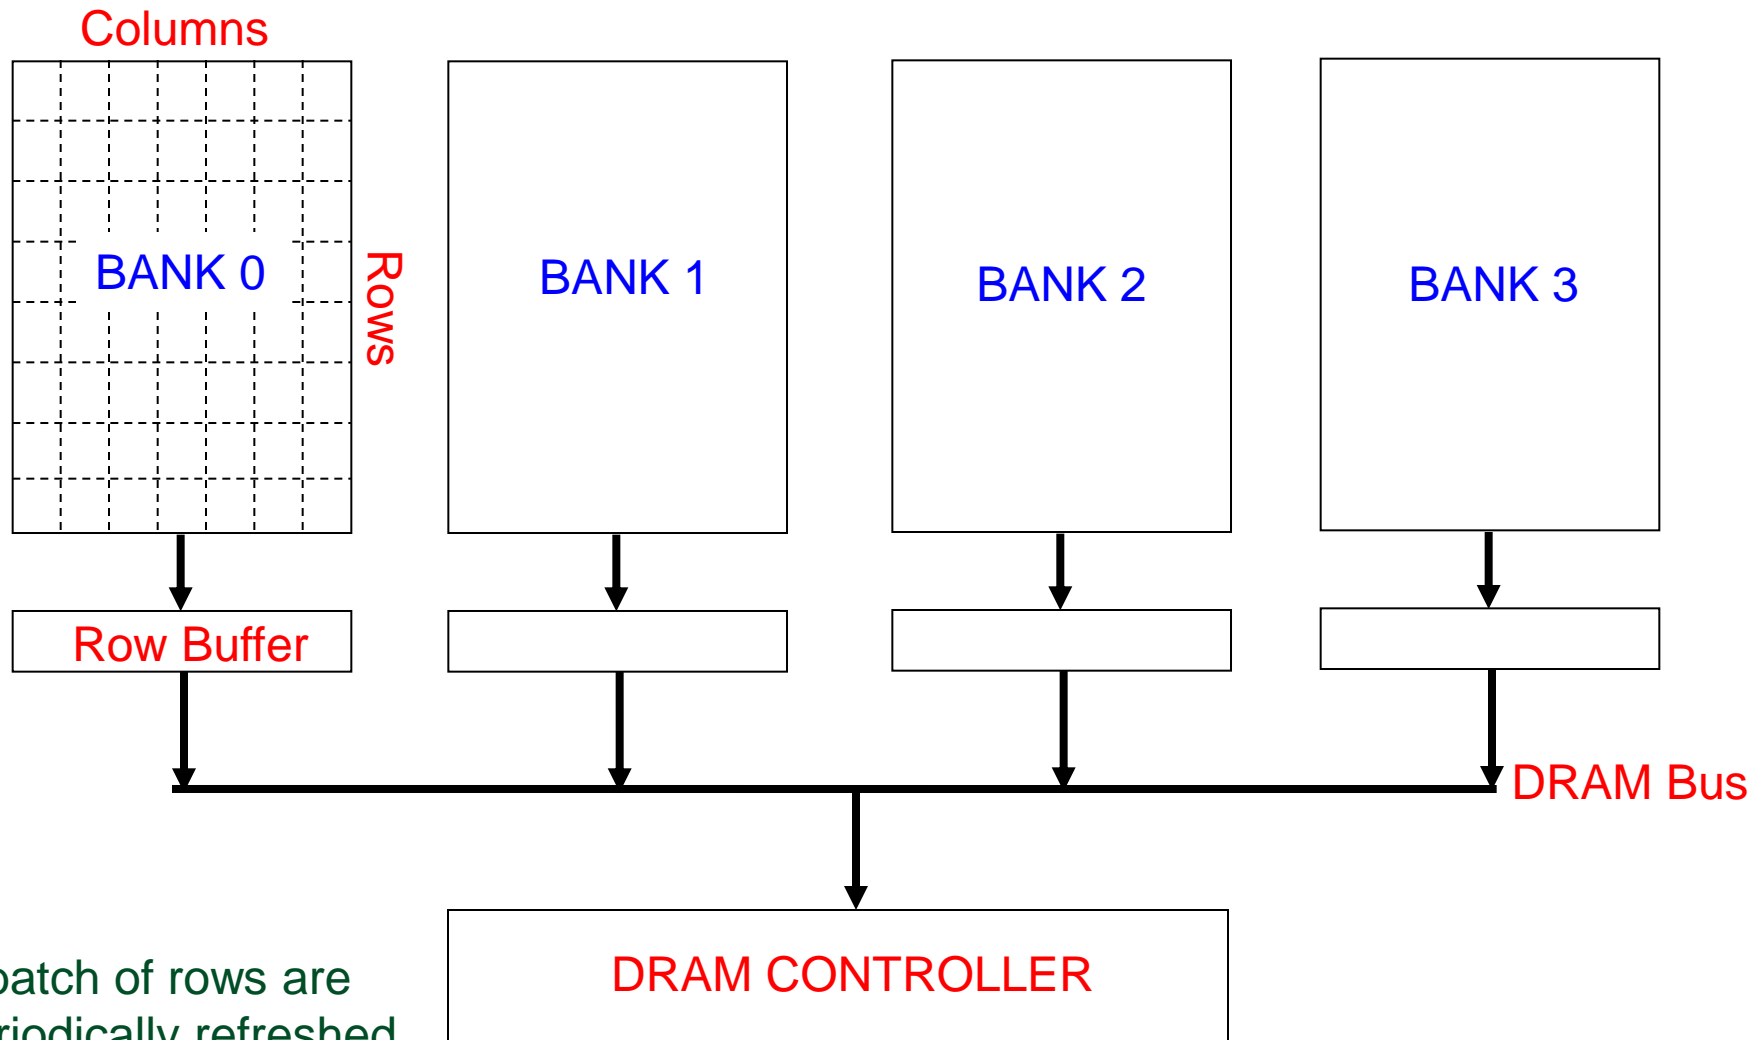 Columns
BANK 0
Rows
BANK 1
BANK 2
BANK 3
Row Buffer
DRAM Bus
DRAM CONTROLLER
of rows are
refreshed